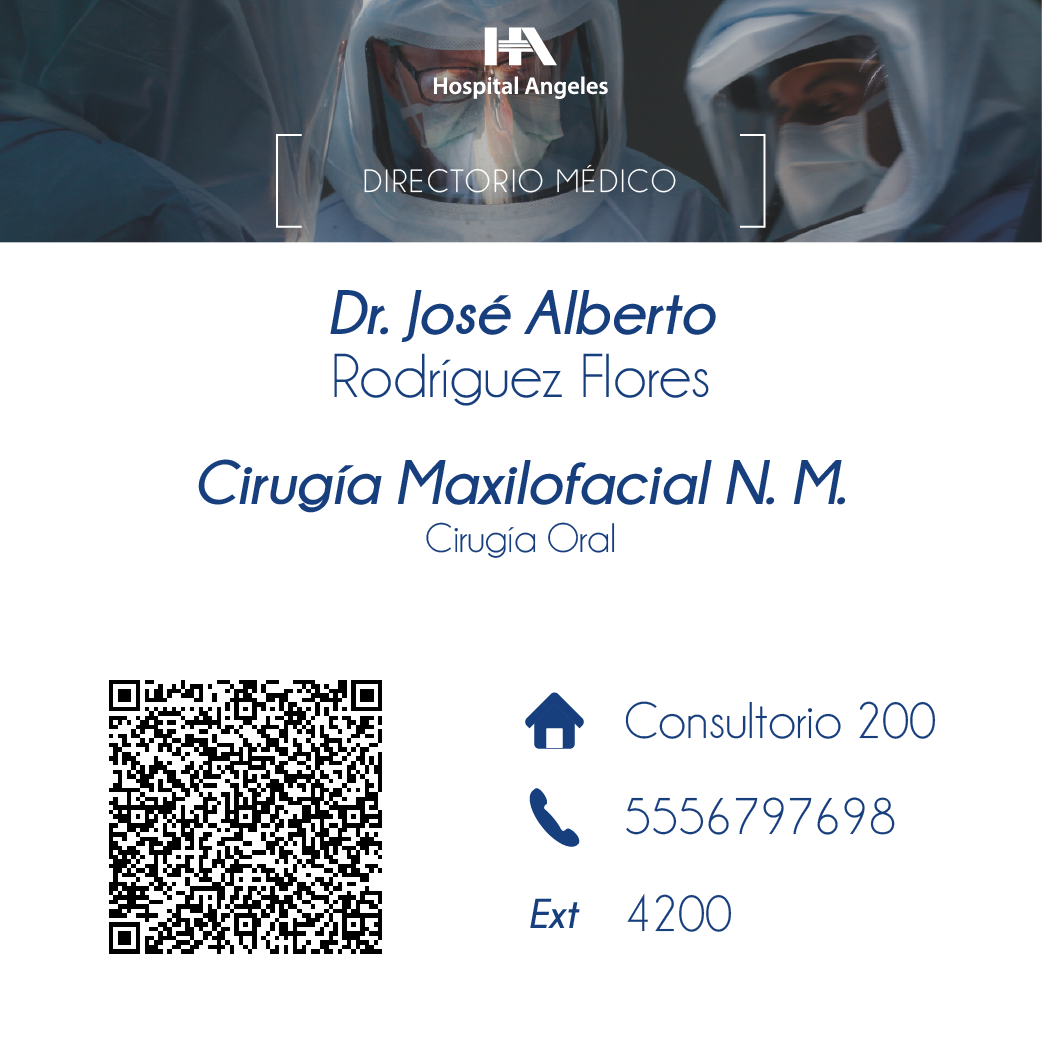 HA
Hospital Angeles
DIRECTORIO MÉDICO
Dr. José Alberto
Rodríguez Flores
Cirugía Maxilofacial N. M.
Cirugía Oral
Consultorio 200
5556797698
Ext 4200